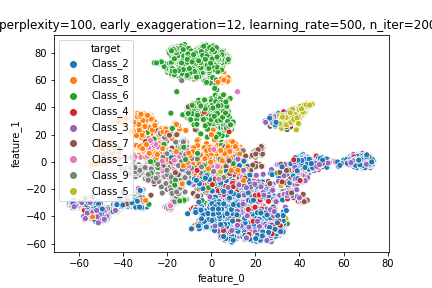 perplexity=100, early_exaggeration=12, learning_rate=500, n_iter=200
target
Class_2
Class_8
Class_6
Class_4
Class_3
Class_7
Class_1
Class_9
Class_5
feature_1
80
60
40
20
0
−20
−40
−60
−60 −40 −20 0 20 40 60 80
feature_0